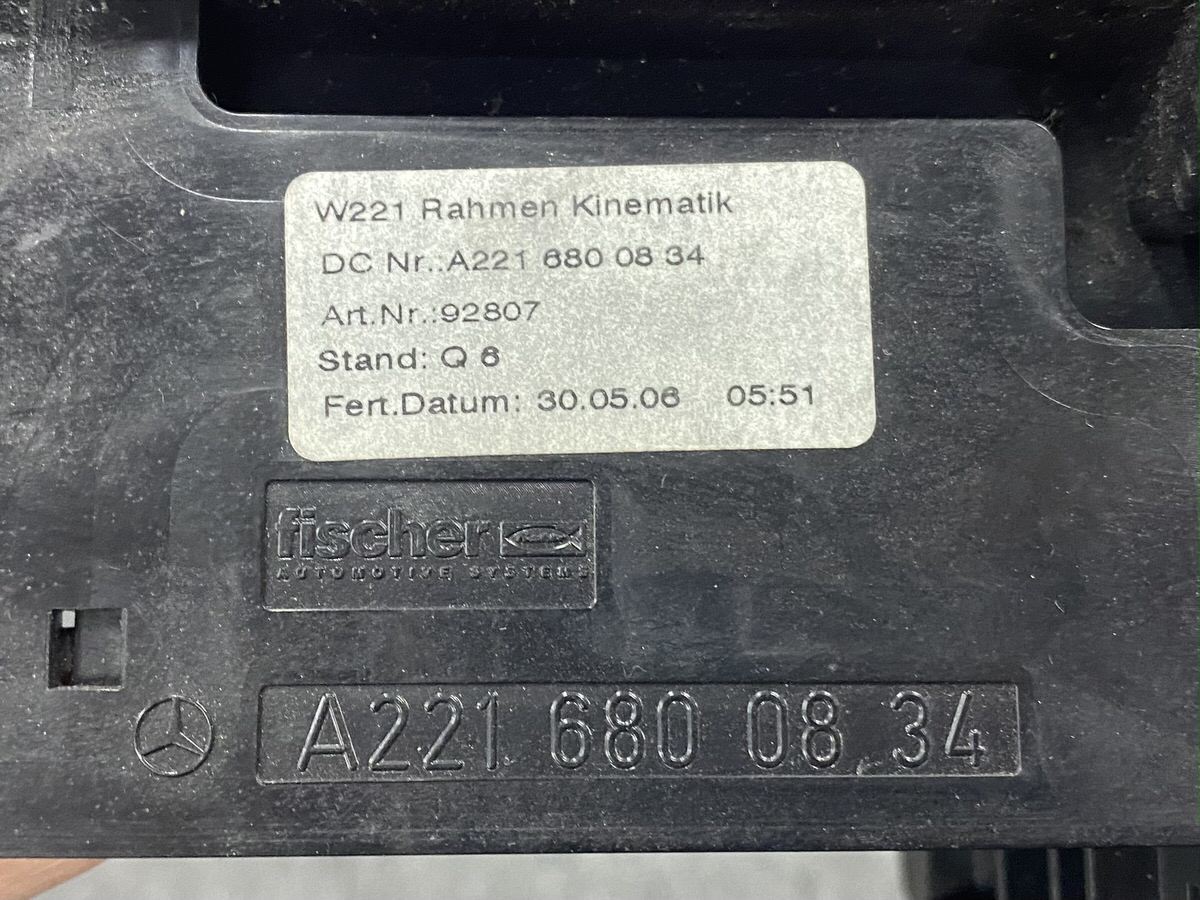 W221 Rahmen Kinematik
DC Nr..A221 680 08 34
Art.Nr.:92807
Stand: Q 6
Fert.Datum: 30.05.06 05:51
fischer
AUTOMOTIVE SYSTEMS
A221 680 08 34